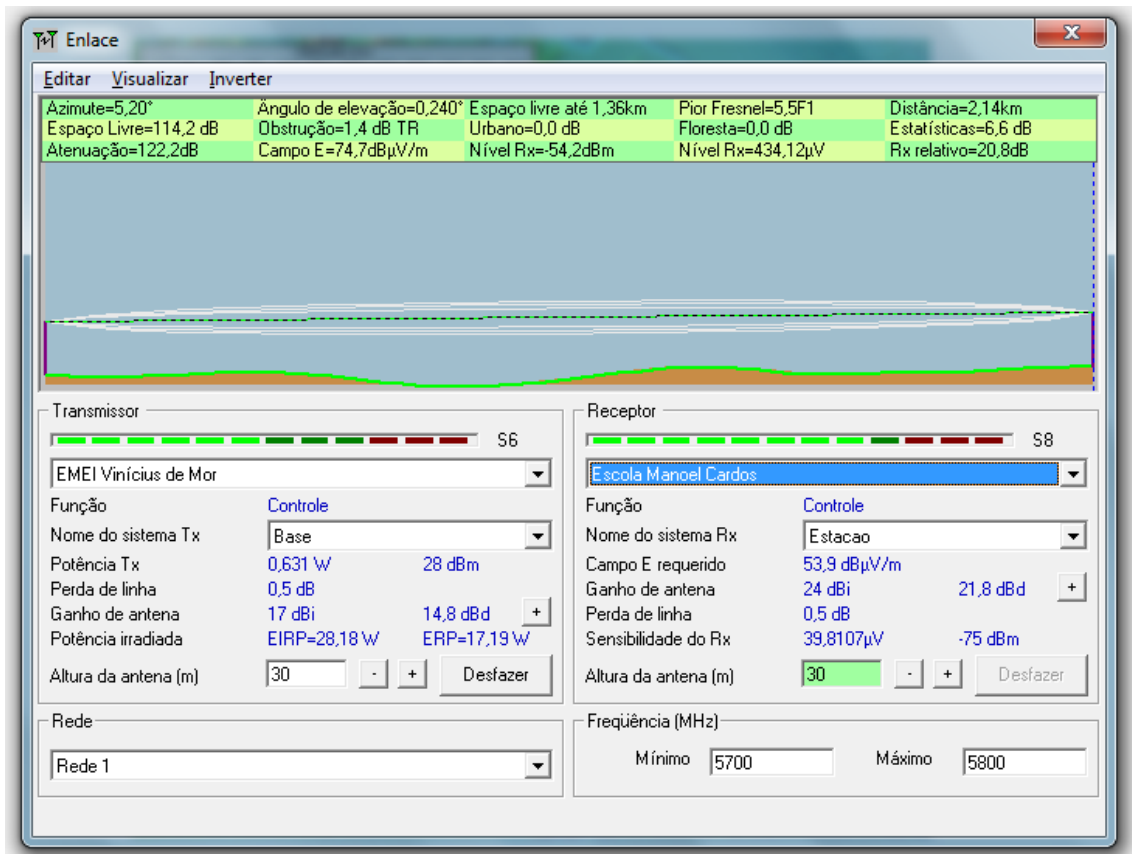 Enlace
Editar Visualizar Inverter
Azimute=5,20° Ângulo de elevação=0,240° Espaço livre até 1,36km Pior Fresnel=5,5F1 Distância=2,14km
Espaço Livre=114,2 dB Obstrução=1,4 dB TR Urbano=0,0 dB Floresta=0,0 dB Estatísticas=6,6 dB
Atenuação=122,2dB Campo E=74,7dBµV/m Nível Rx=-54,2dBm Nível Rx=434,12µV Rx relativo=20,8dB
Transmissor
S6
EMEI Vinícius de Mor
Função Controle
Nome do sistema Tx Base
Potência Tx 0,631 W 28 dBm
Perda de linha 0,5 dB
Ganho de antena 17 dBi 14,8 dBd +
Potência irradiada EIRP=28,18 W ERP=17,19 W
Altura da antena (m) 30 - + Desfazer
Receptor
S8
Escola Manoel Cardos
Função Controle
Nome do sistema Rx Estacao
Campo E requerido 53,9 dBµV/m
Ganho de antena 24 dBi 21,8 dBd +
Perda de linha 0,5 dB
Sensibilidade do Rx 39,8107µV -75 dBm
Altura da antena (m) 30 - + Desfazer
Rede
Rede 1
Freqüência (MHz)
Mínimo 5700 Máximo 5800